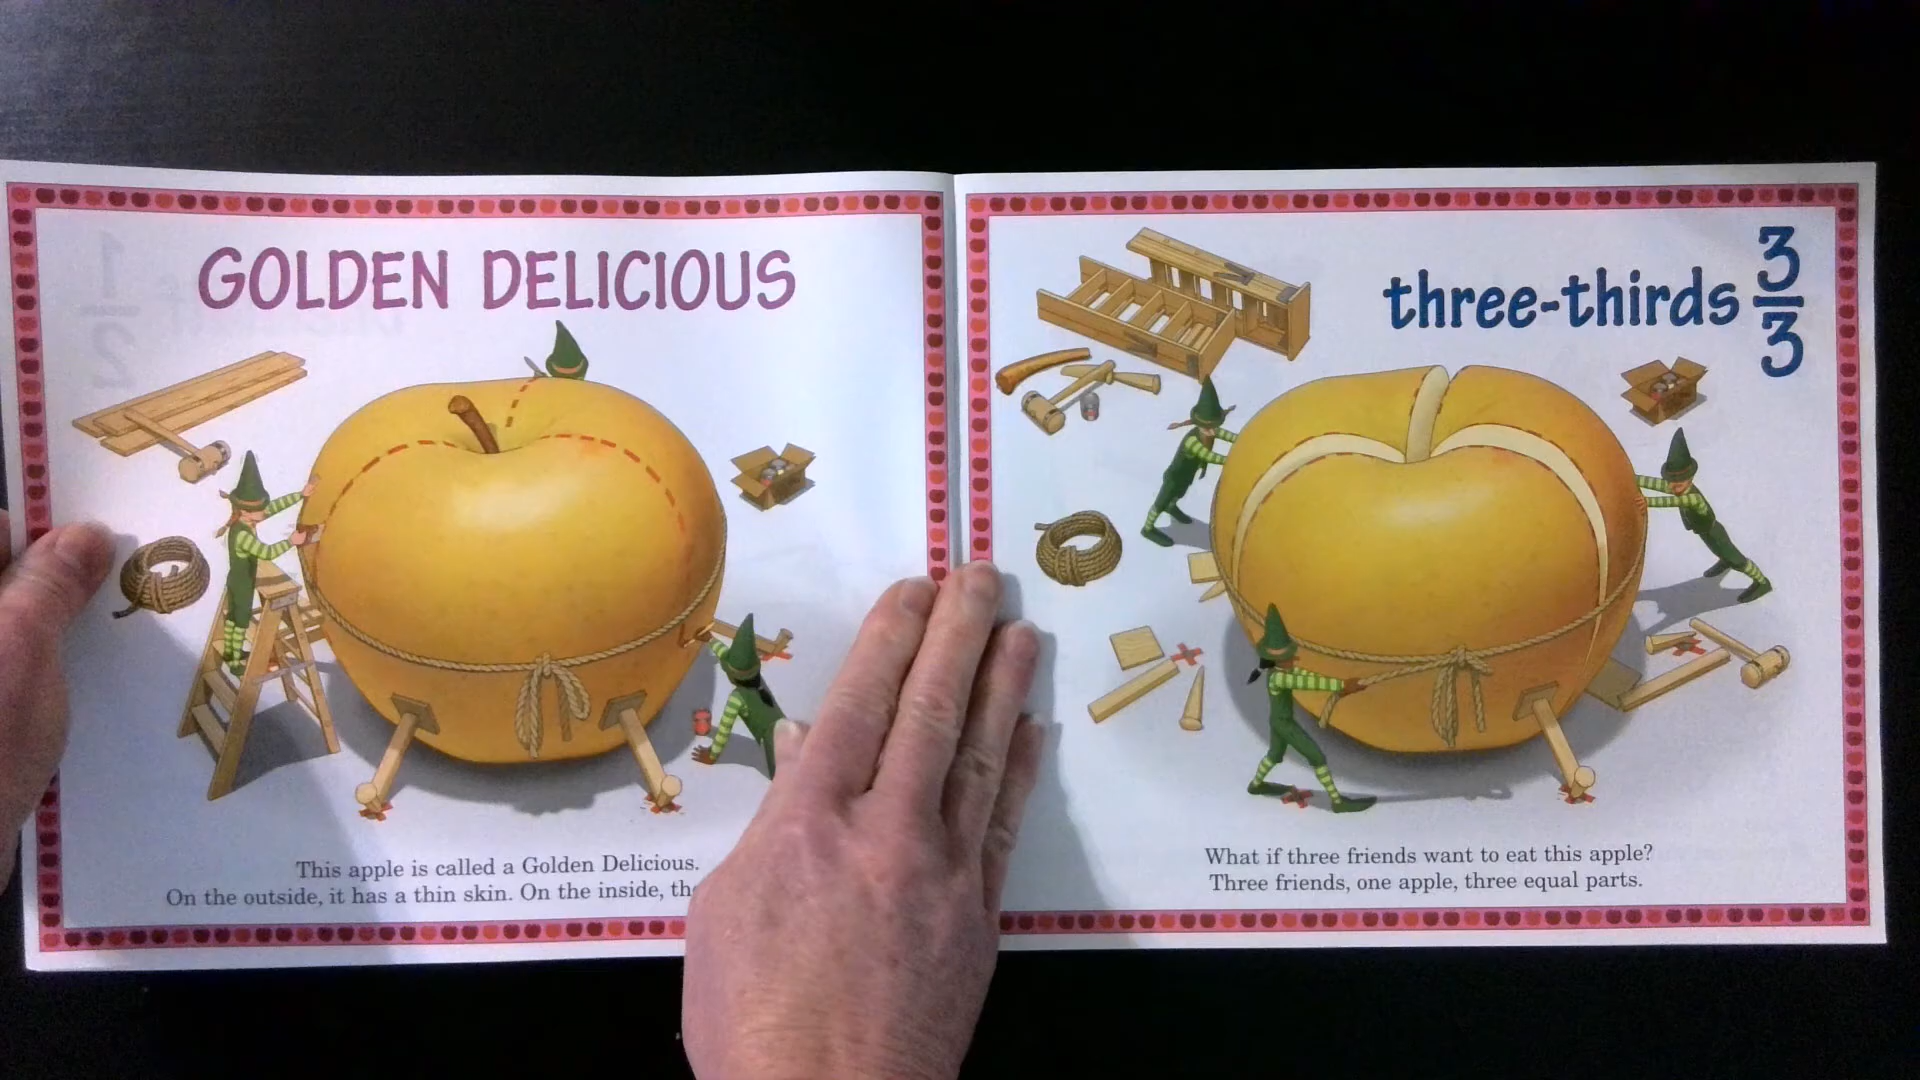 GOLDEN DELICIOUS
This apple is called a Golden Delicious.
On the outside, it has a thin skin. On the inside,
three-thirds 3/3
What if three friends want to eat this apple?
Three friends, one apple, three equal parts.